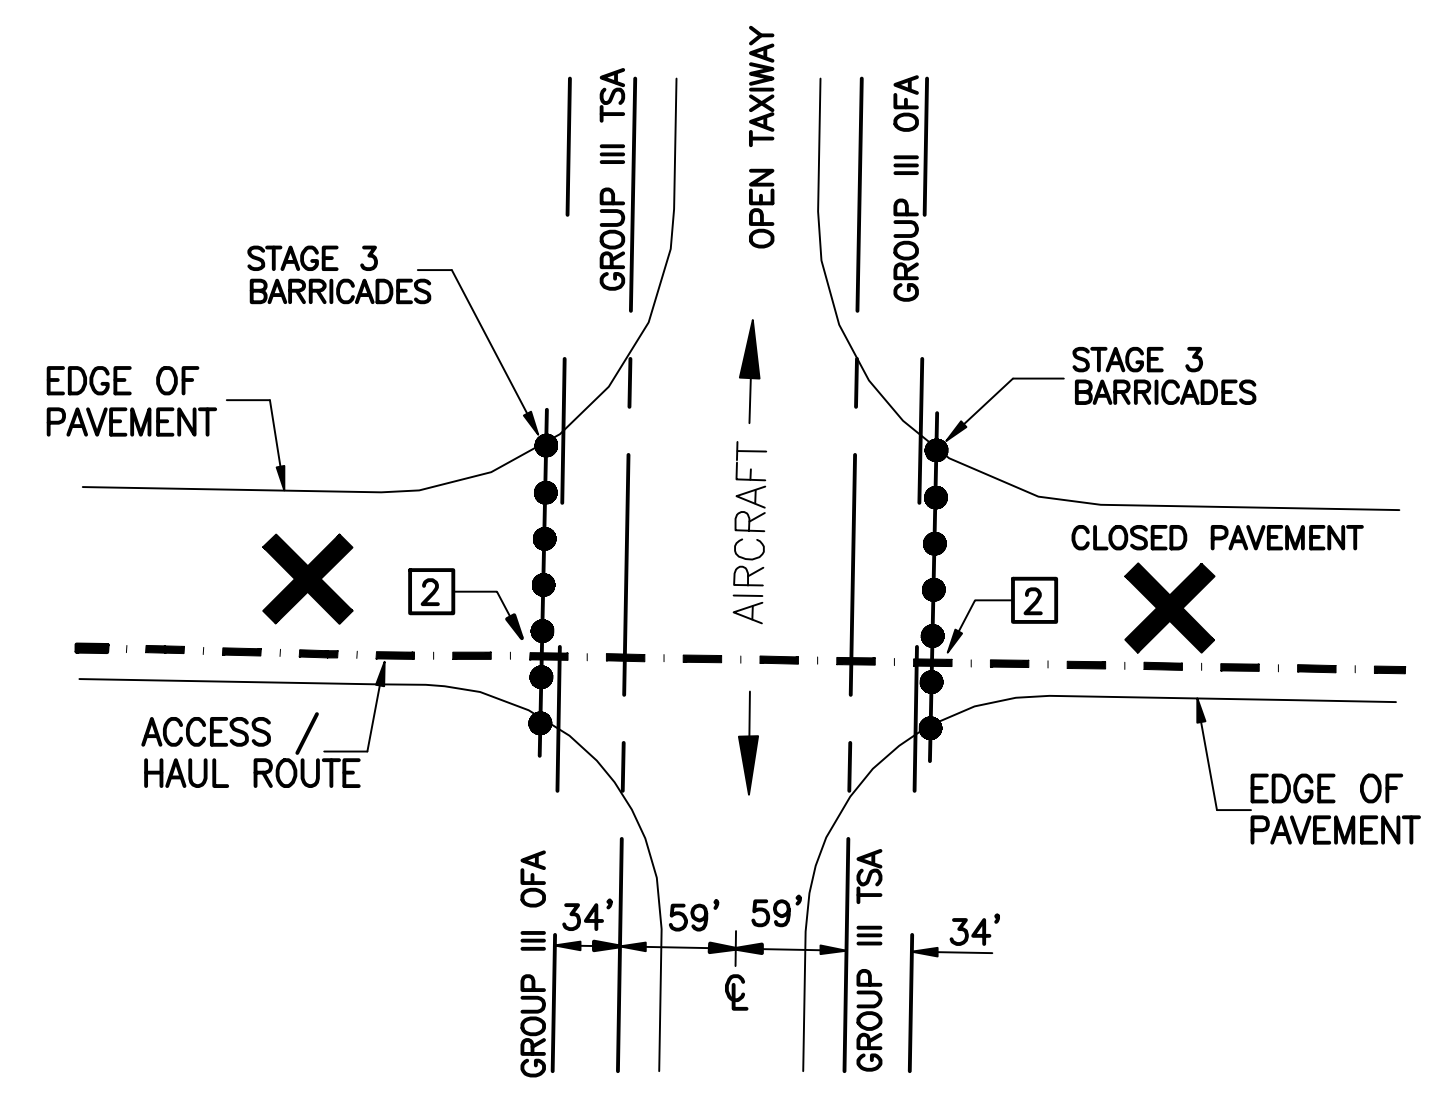 GROUP III TSA
OPEN TAXIWAY
GROUP III OFA
STAGE 3
BARRICADES
STAGE 3
BARRICADES
EDGE OF
PAVEMENT
AIRCRAFT
CLOSED PAVEMENT
2
2
ACCESS /
HAUL ROUTE
EDGE OF
PAVEMENT
GROUP III OFA
34'
59'
59'
GROUP III TSA
34'
℄